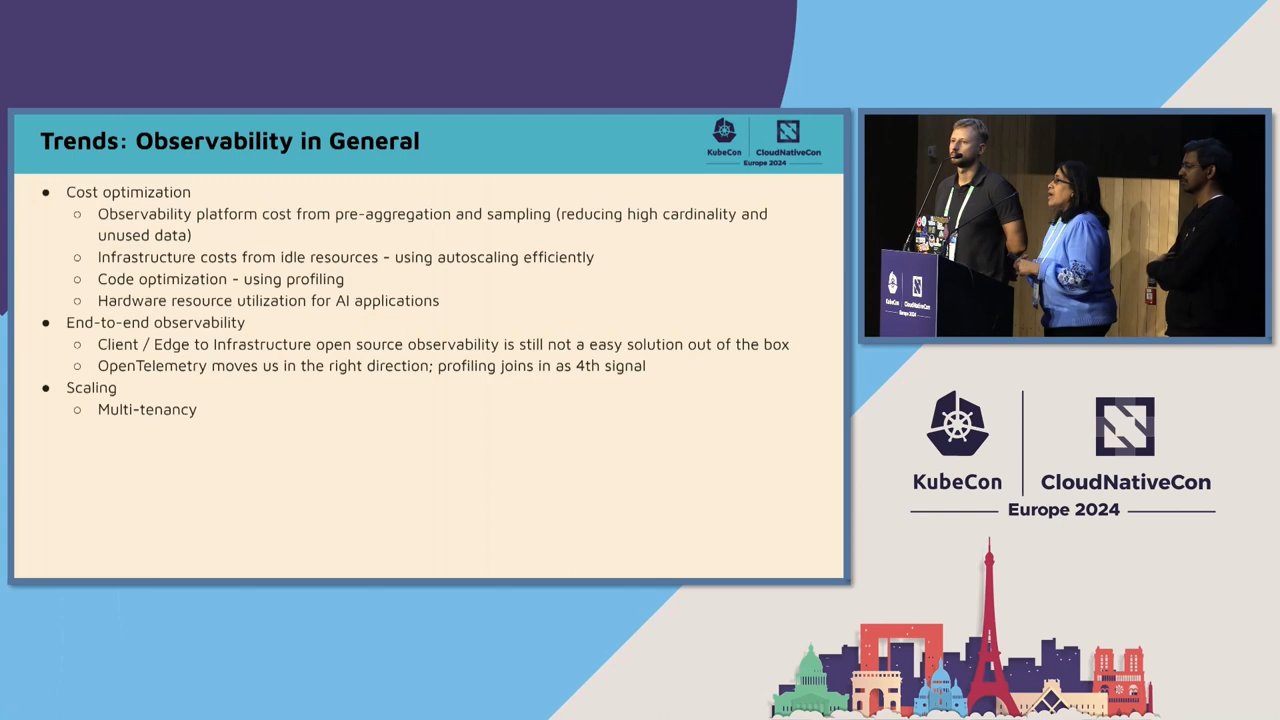 Trends: Observability in General
KubeCon
CloudNativeCon
Europe 2024
● Cost optimization
○ Observability platform cost from pre-aggregation and sampling (reducing high cardinality and
unused data)
○ Infrastructure costs from idle resources - using autoscaling efficiently
○ Code optimization - using profiling
○ Hardware resource utilization for AI applications
● End-to-end observability
○ Client / Edge to Infrastructure open source observability is still not a easy solution out of the box
○ OpenTelemetry moves us in the right direction; profiling joins in as 4th signal
● Scaling
○ Multi-tenancy
KubeCon
CloudNativeCon
Europe 2024
KubeCon
CloudNativeCon
Europe 2024